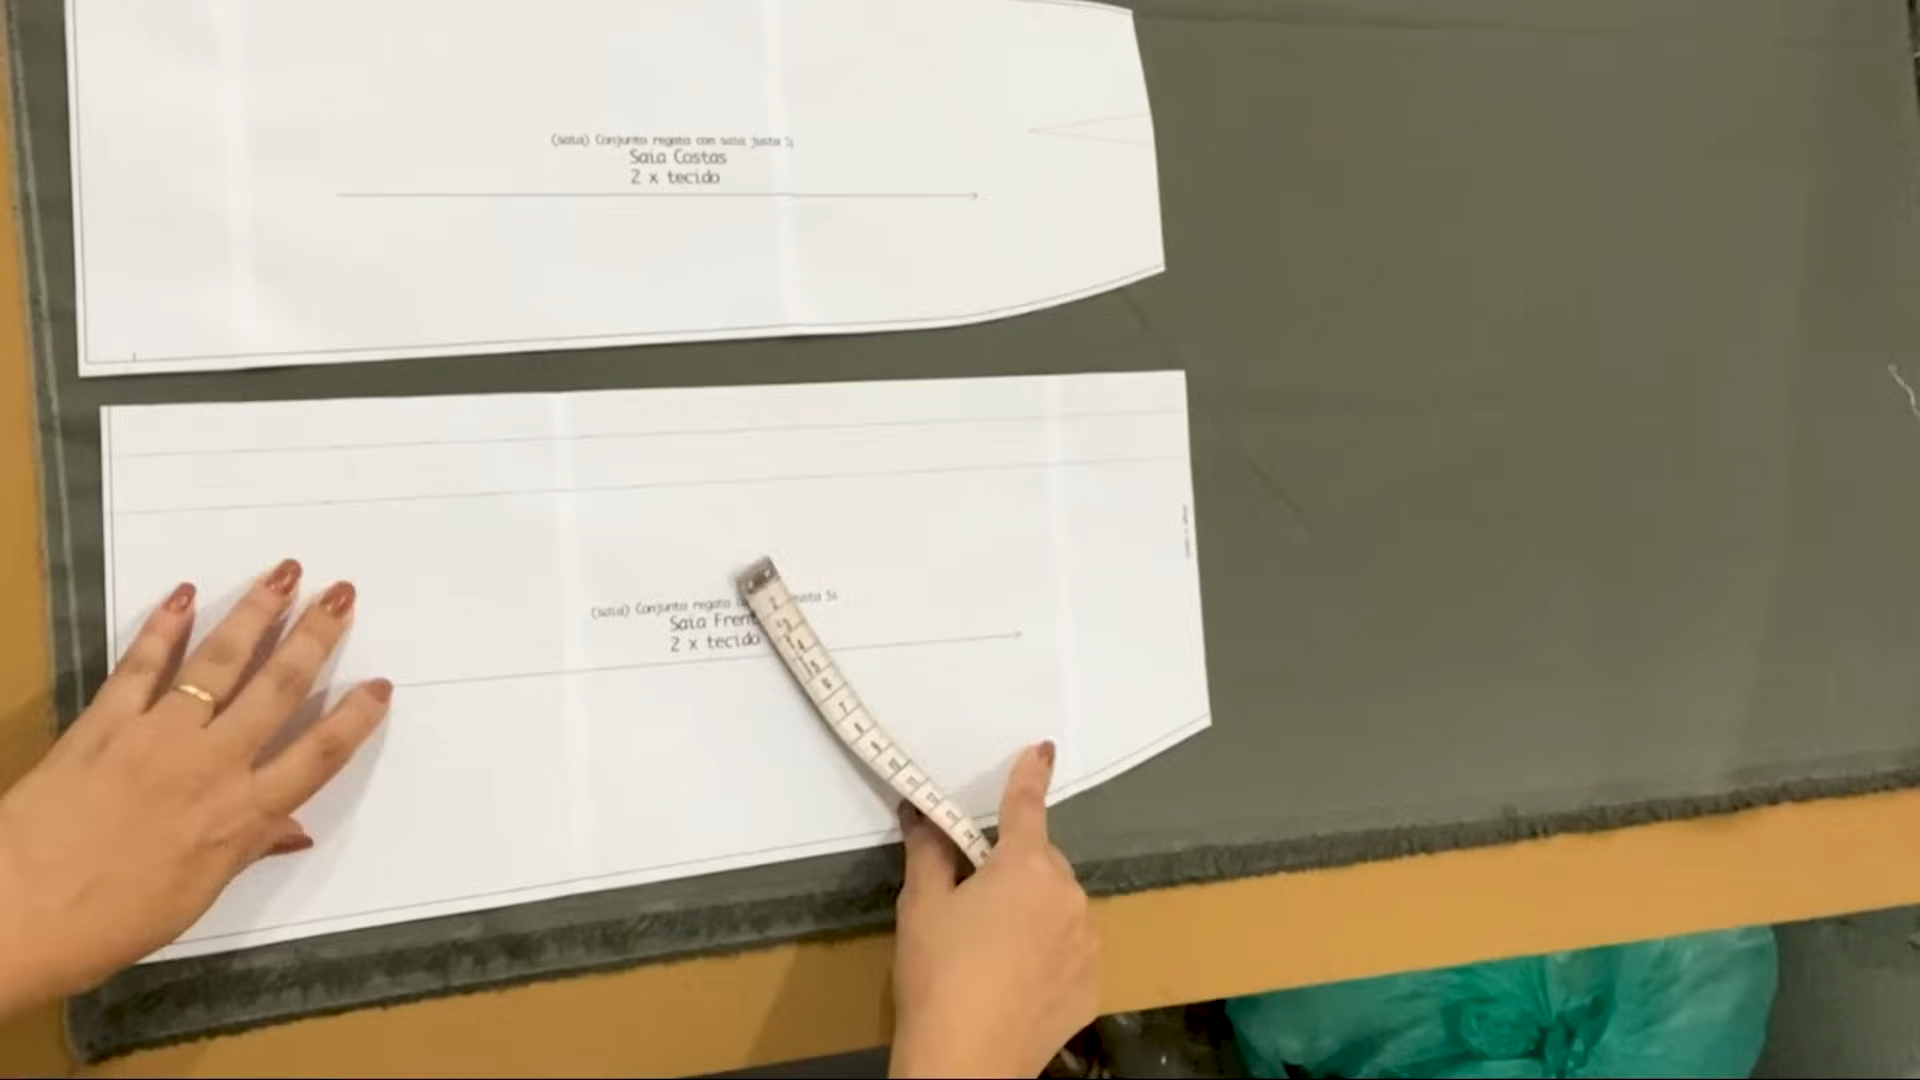 (saia) Conjunto regata com saia justa
Saia Costas
2 x tecido
(saia) Conjunto regata
Saia Frent
2 x tecido